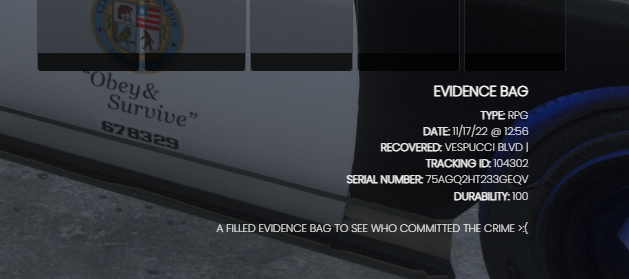 "Obey &
Survive"
678329
EVIDENCE BAG
TYPE: RPG
DATE: 11/17/22 @ 12:56
RECOVERED: VESPUCCI BLVD |
TRACKING ID: 104302
SERIAL NUMBER: 75AGQ2HT233GEQV
DURABILITY: 100
A FILLED EVIDENCE BAG TO SEE WHO COMMITTED THE CRIME >:(